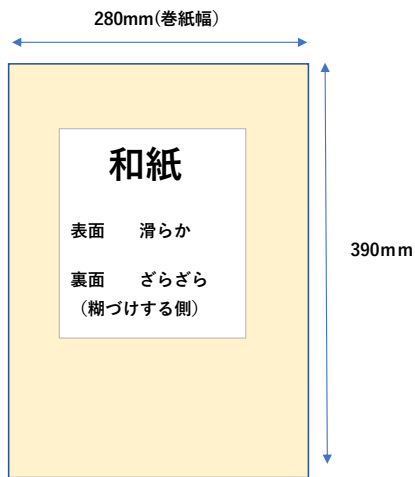 280mm(巻紙幅)
和紙
表面　　滑らか
390mm
裏面　　ざらざら
（糊づけする側）